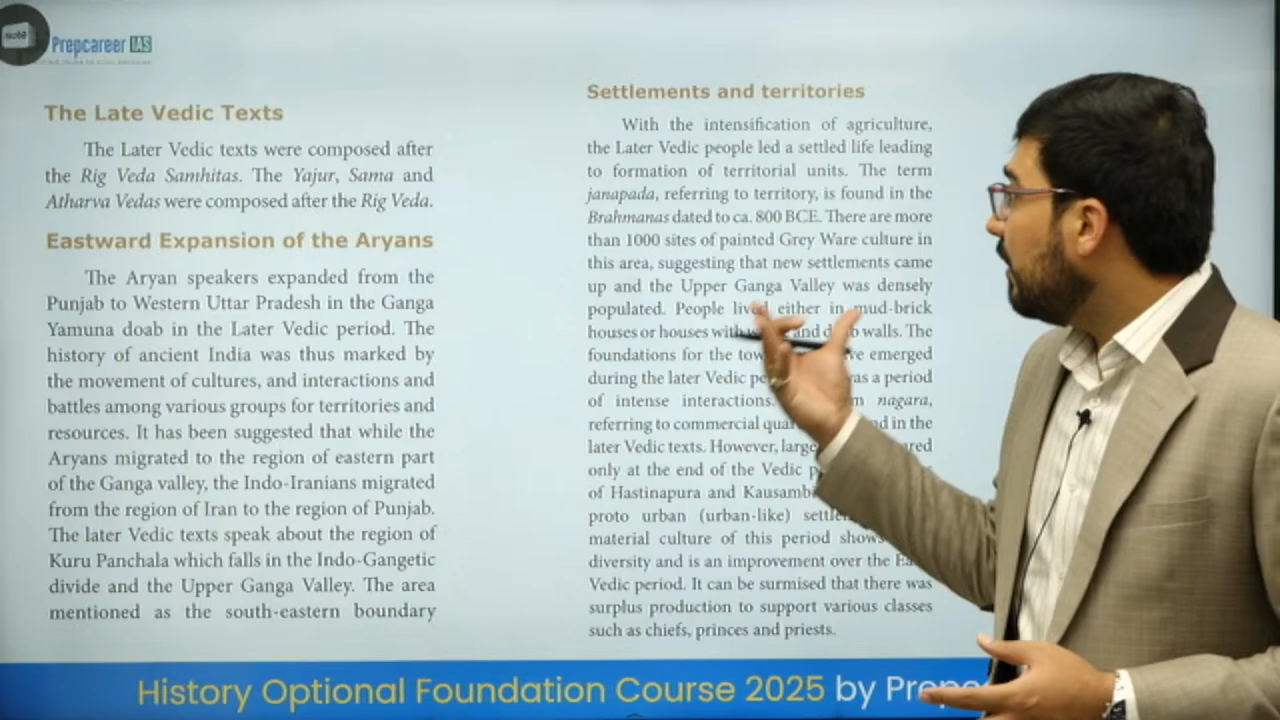 Prepcareer IAS
The Late Vedic Texts
The Later Vedic texts were composed after
the Rig Veda Samhitas. The Yajur, Sama and
Atharva Vedas were composed after the Rig Veda.
Eastward Expansion of the Aryans
The Aryan speakers expanded from the
Punjab to Western Uttar Pradesh in the Ganga
Yamuna doab in the Later Vedic period. The
history of ancient India was thus marked by
the movement of cultures, and interactions and
battles among various groups for territories and
resources. It has been suggested that while the
Aryans migrated to the region of eastern part
of the Ganga valley, the Indo-Iranians migrated
from the region of Iran to the region of Punjab.
The later Vedic texts speak about the region of
Kuru Panchala which falls in the Indo-Gangetic
divide and the Upper Ganga Valley. The area
mentioned as the south-eastern boundary
Settlements and territories
With the intensification of agriculture,
the Later Vedic people led a settled life leading
to formation of territorial units. The term
janapada, referring to territory, is found in the
Brahmanas dated to ca. 800 BCE. There are more
than 1000 sites of painted Grey Ware culture in
this area, suggesting that new settlements came
up and the Upper Ganga Valley was densely
populated. People lived either in mud-brick
houses or houses with and walls. The
foundations for the emerged
during the later Vedic as a period
of intense interactions. nagara,
referring to commercial in the
later Vedic texts. However,
only at the end of the Vedic
of Hastinapura and
proto urban (urban-like)
material culture of this period shows
diversity and is an improvement over the
Vedic period. It can be surmised that there was
surplus production to support various classes
such as chiefs, princes and priests.
History Optional Foundation Course 2025 by